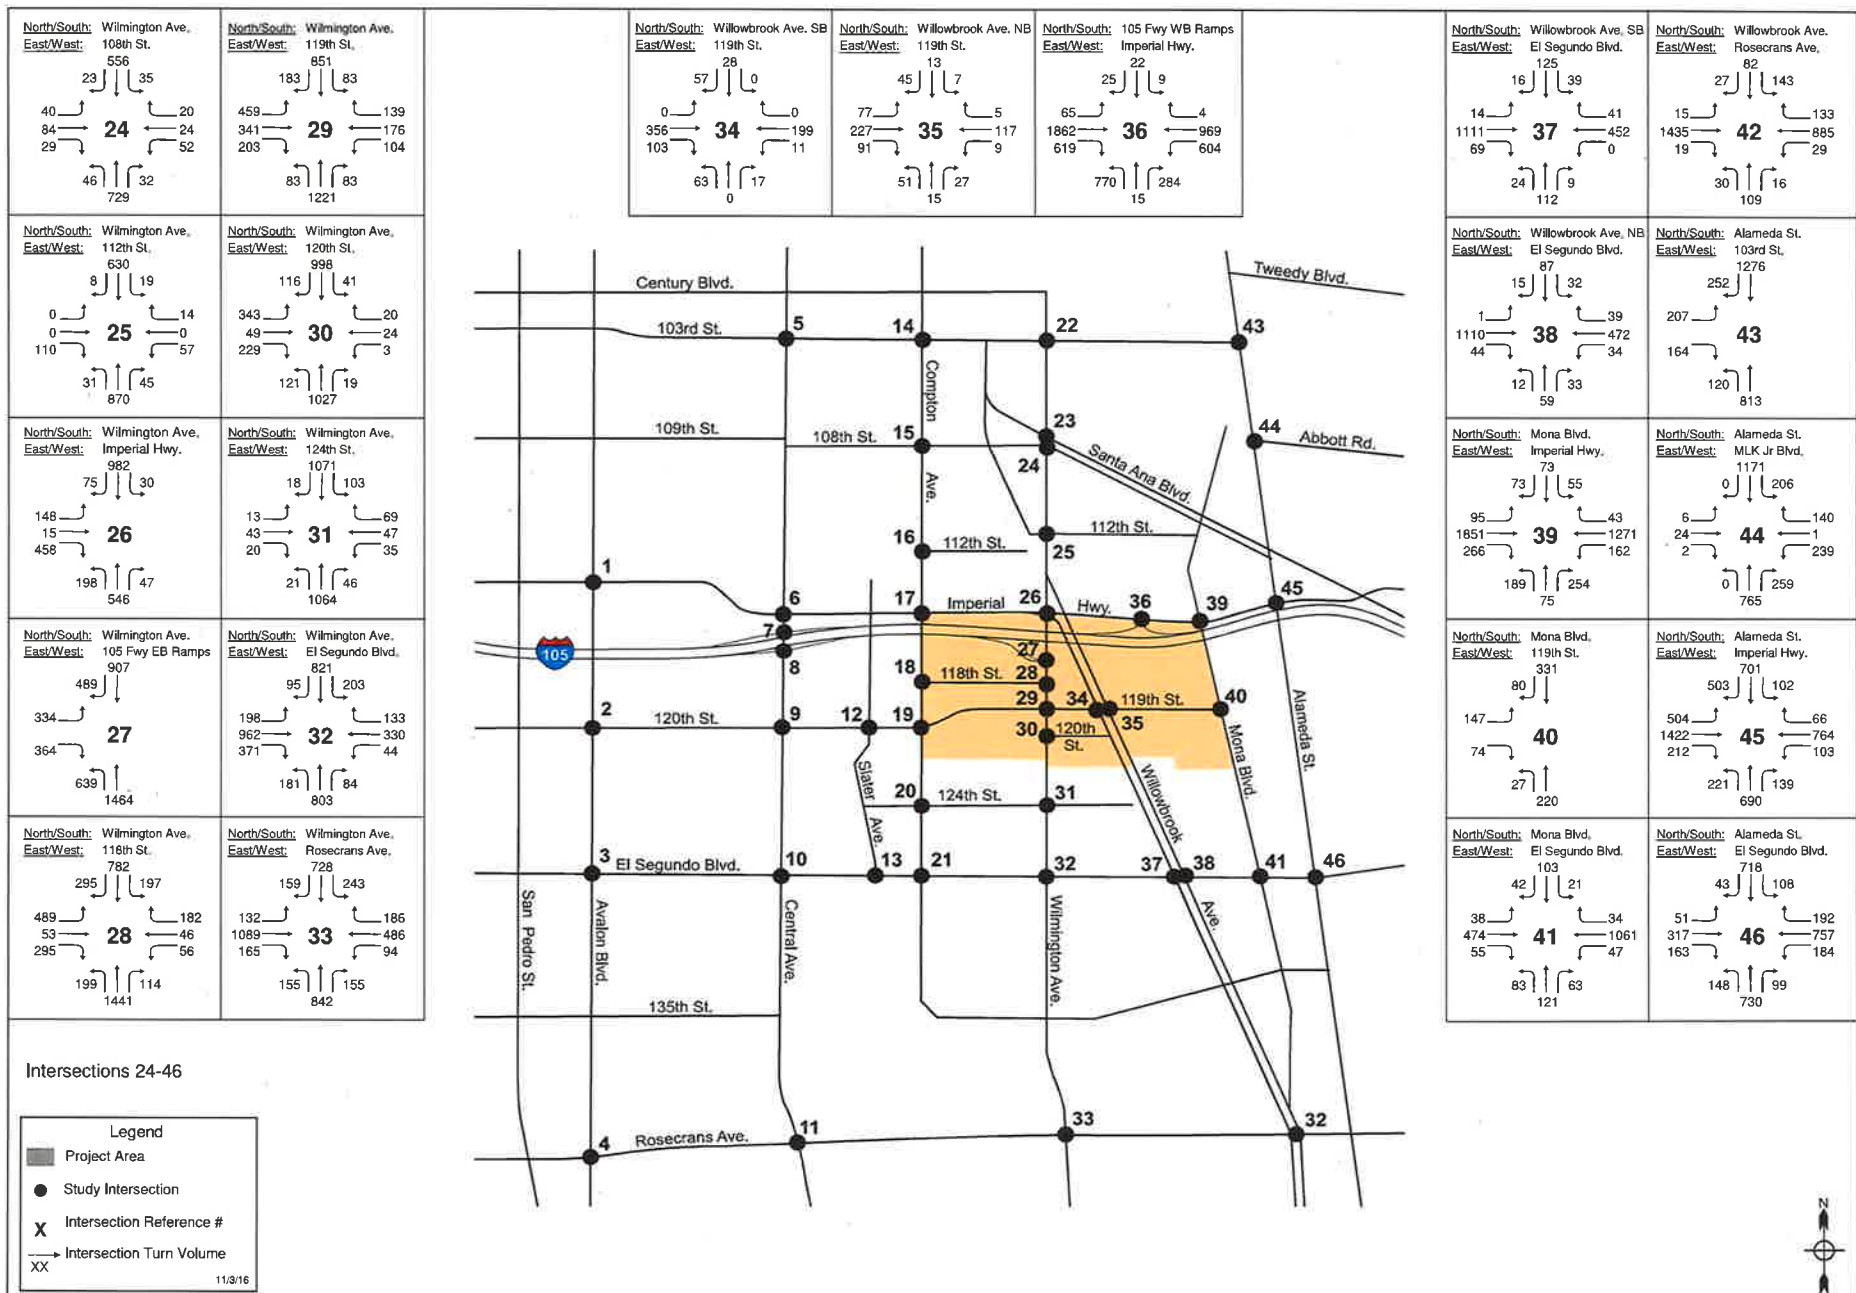 North/South: Wilmington Ave.
East/West: 108th St.
556
23 35
40 20
84 24 24
29 52
46 32
729
North/South: Wilmington Ave.
East/West: 119th St.
851
183 83
459 139
341 29 176
203 104
83 83
1221
North/South: Wilmington Ave.
East/West: 112th St.
630
8 19
0 14
0 25 0
110 57
31 45
870
North/South: Wilmington Ave.
East/West: 120th St.
998
116 41
343 20
49 30 24
229 3
121 19
1027
North/South: Wilmington Ave.
East/West: Imperial Hwy.
982
75 30
148
15 26
458
198 47
546
North/South: Wilmington Ave.
East/West: 124th St.
1071
18 103
13 69
43 31 47
20 35
21 46
1064
North/South: Wilmington Ave.
East/West: 105 Fwy EB Ramps
907
489
334
27
364
639
1464
North/South: Wilmington Ave.
East/West: El Segundo Blvd.
821
95 203
198 133
962 32 330
371 44
181 84
803
North/South: Wilmington Ave.
East/West: 118th St.
782
295 197
489 182
53 28 46
295 56
199 114
1441
North/South: Wilmington Ave.
East/West: Rosecrans Ave.
728
159 243
132 186
1089 33 486
165 94
155 155
842
North/South: Willowbrook Ave. SB
East/West: 119th St.
28
57 0
0 0
356 34 199
103 11
63 17
0
North/South: Willowbrook Ave. NB
East/West: 119th St.
13
45 7
77 5
227 35 117
91 9
51 27
15
North/South: 105 Fwy WB Ramps
East/West: Imperial Hwy.
22
25 9
65 4
1862 36 969
619 604
770 284
15
North/South: Willowbrook Ave. SB
East/West: El Segundo Blvd.
125
16 39
14 41
1111 37 452
69 0
24 9
112
North/South: Willowbrook Ave.
East/West: Rosecrans Ave.
82
27 143
15 133
1435 42 885
19 29
30 16
109
North/South: Willowbrook Ave. NB
East/West: El Segundo Blvd.
87
15 32
1 39
1110 38 472
44 34
12 33
59
North/South: Alameda St.
East/West: 103rd St.
1276
252
207
43
164
120
813
North/South: Mona Blvd.
East/West: Imperial Hwy.
73
73 55
95 43
1851 39 1271
266 162
189 254
75
North/South: Alameda St.
East/West: MLK Jr Blvd.
1171
0 206
6 140
24 44 1
2 239
0 259
765
North/South: Mona Blvd.
East/West: 119th St.
331
80
147
40
74
27
220
North/South: Alameda St.
East/West: Imperial Hwy.
701
503 102
504 66
1422 45 764
212 103
221 139
690
North/South: Mona Blvd.
East/West: El Segundo Blvd.
103
42 21
38 34
474 41 1061
55 47
83 63
121
North/South: Alameda St.
East/West: El Segundo Blvd.
718
43 108
51 192
317 46 757
163 184
148 99
730
Tweedy Blvd.
Century Blvd.
103rd St.
5 14 22 43
Compton
Ave.
109th St.
108th St.
15 23 44
24
Abbott Rd.
Santa Ana Blvd.
16
112th St.
112th St.
25
1
6 17
Imperial
26
Hwy.
36 39 45
7
105
8
27
18
118th St.
28
29 34
119th St.
40
2
120th St.
9 12 19
30
120th
St.
35
Mona Blvd.
Alameda St.
Slater
Ave.
20
124th St.
31
Willowbrook
Ave.
3
El Segundo Blvd.
10 13 21 32 37 38 41 46
San Pedro St.
Avalon Blvd.
Central Ave.
Wilmington Ave.
135th St.
4
Rosecrans Ave.
11 33 32
Intersections 24-46
Legend
Project Area
Study Intersection
X Intersection Reference #
Intersection Turn Volume
XX
11/3/16
N